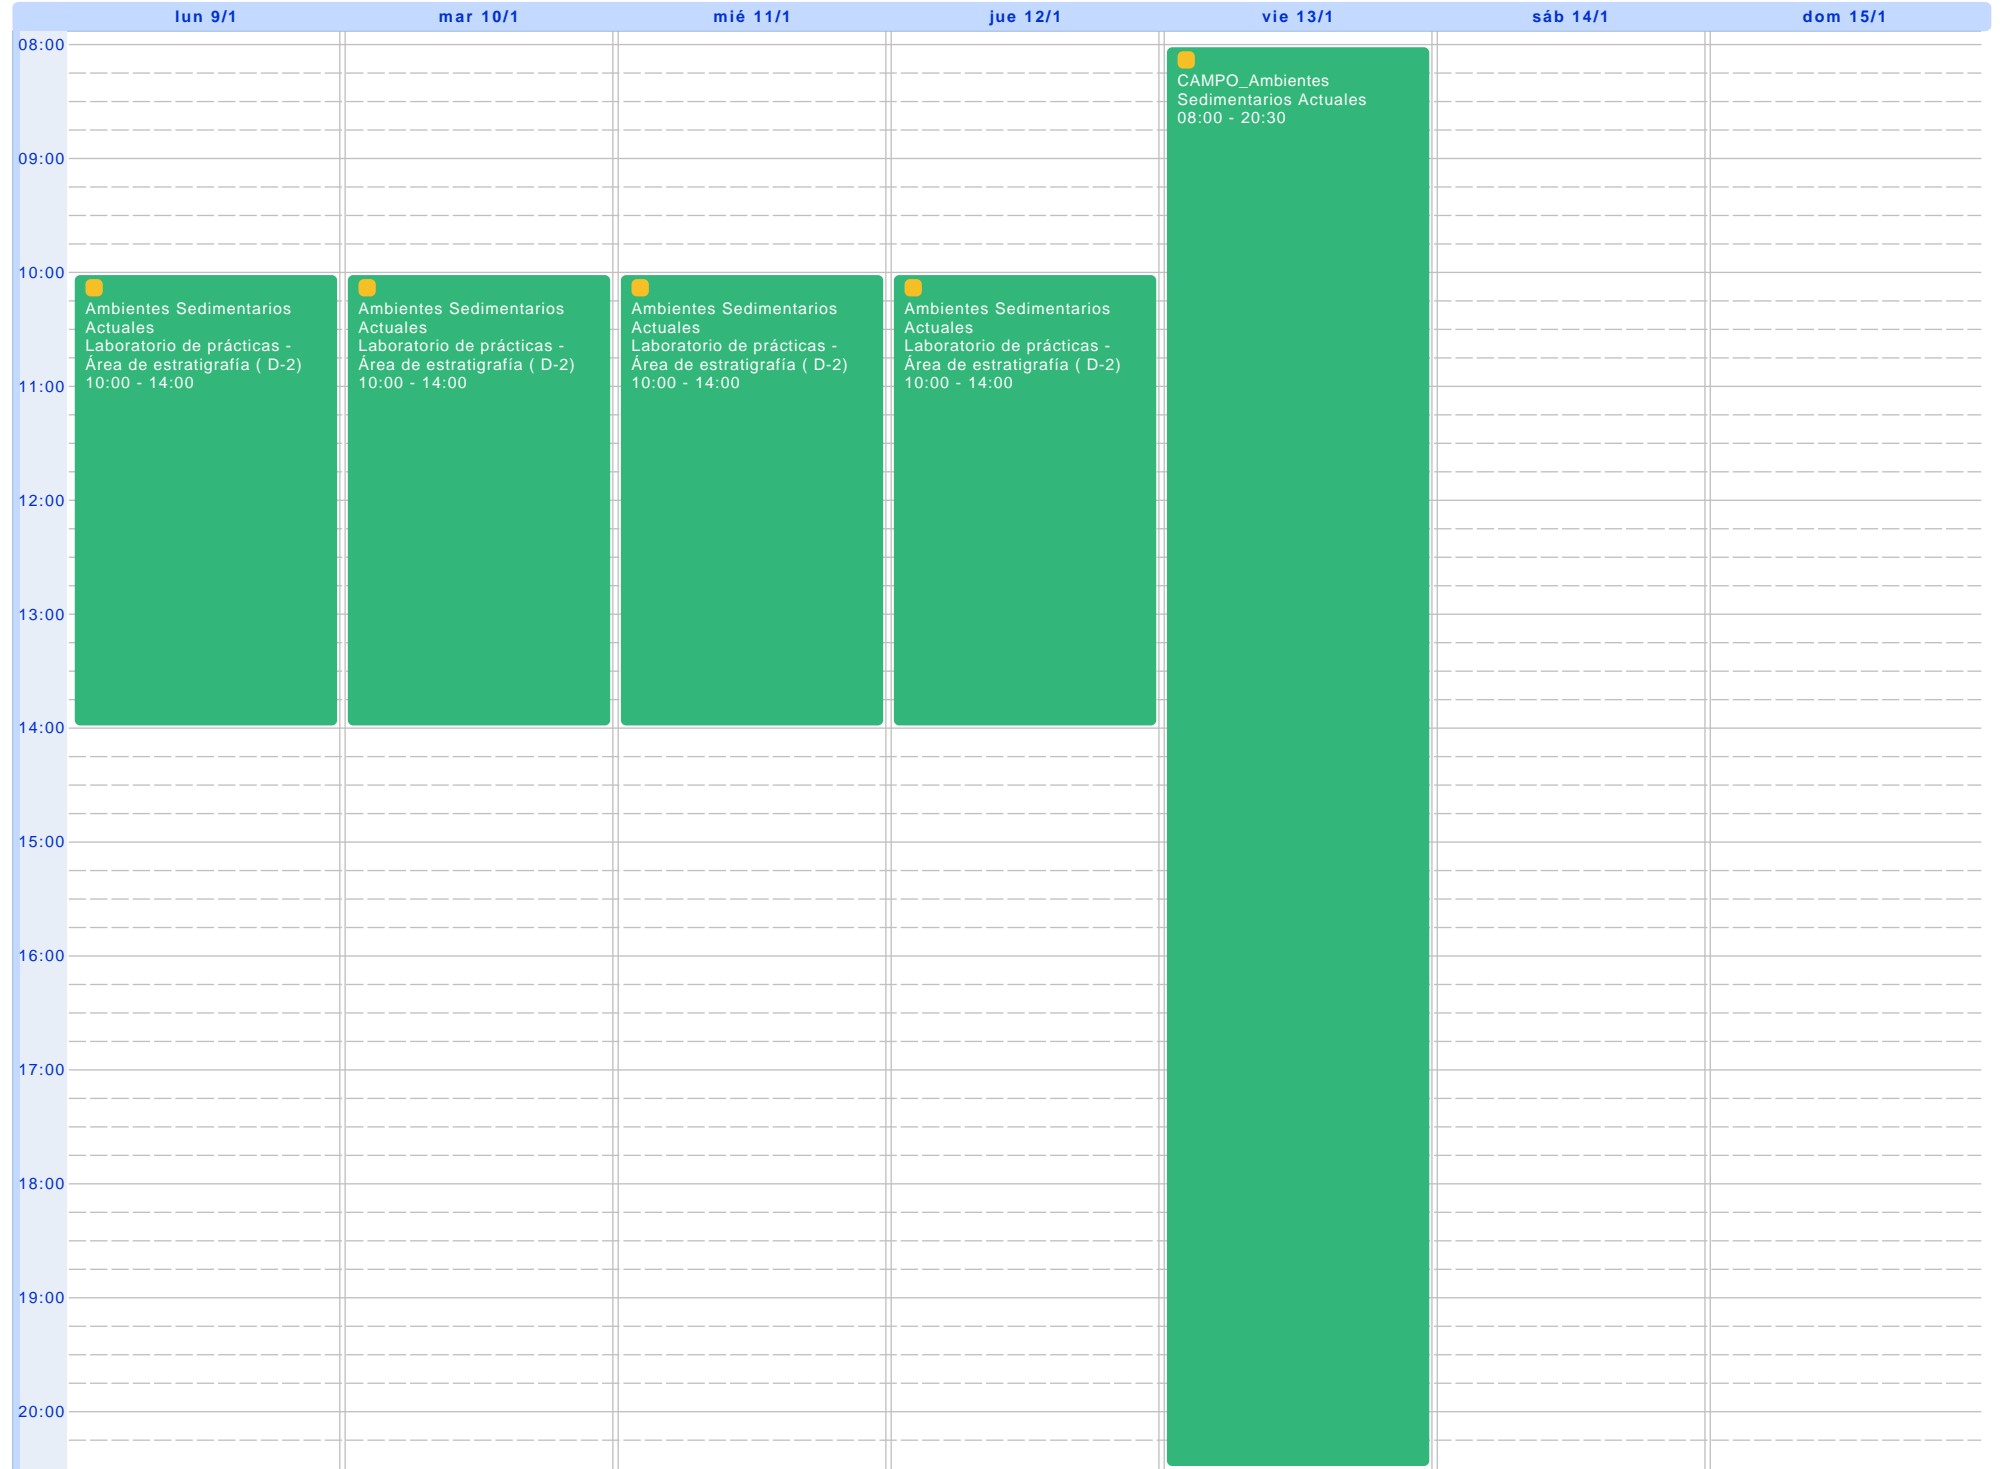 lun 9/1
mar 10/1
mié 11/1
jue 12/1
vie 13/1
sáb 14/1
dom 15/1
08:00
09:00
10:00
11:00
12:00
13:00
14:00
15:00
16:00
17:00
18:00
19:00
20:00
Ambientes Sedimentarios
Actuales
Laboratorio de prácticas -
Área de estratigrafía ( D-2)
10:00 - 14:00
Ambientes Sedimentarios
Actuales
Laboratorio de prácticas -
Área de estratigrafía ( D-2)
10:00 - 14:00
Ambientes Sedimentarios
Actuales
Laboratorio de prácticas -
Área de estratigrafía ( D-2)
10:00 - 14:00
Ambientes Sedimentarios
Actuales
Laboratorio de prácticas -
Área de estratigrafía ( D-2)
10:00 - 14:00
CAMPO_Ambientes
Sedimentarios Actuales
08:00 - 20:30